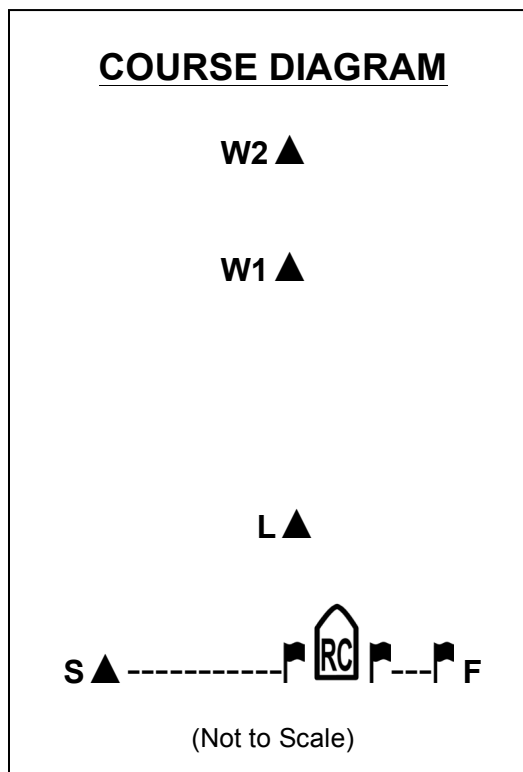 COURSE DIAGRAM
W2
W1
L
S RC F
(Not to Scale)